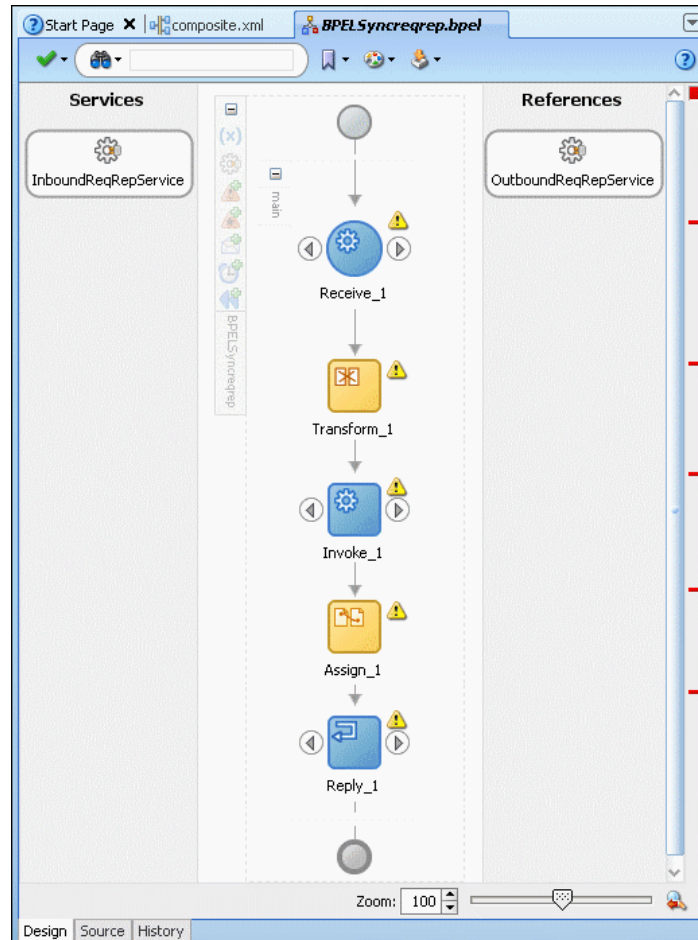 Start Page composite.xml BPELSyncreqrep.bpel
Services
References
InboundReqRepService
OutboundReqRepService
(x)
main
BPELSyncreqrep
Receive_1
Transform_1
Invoke_1
Assign_1
Reply_1
Zoom: 100
Design Source History